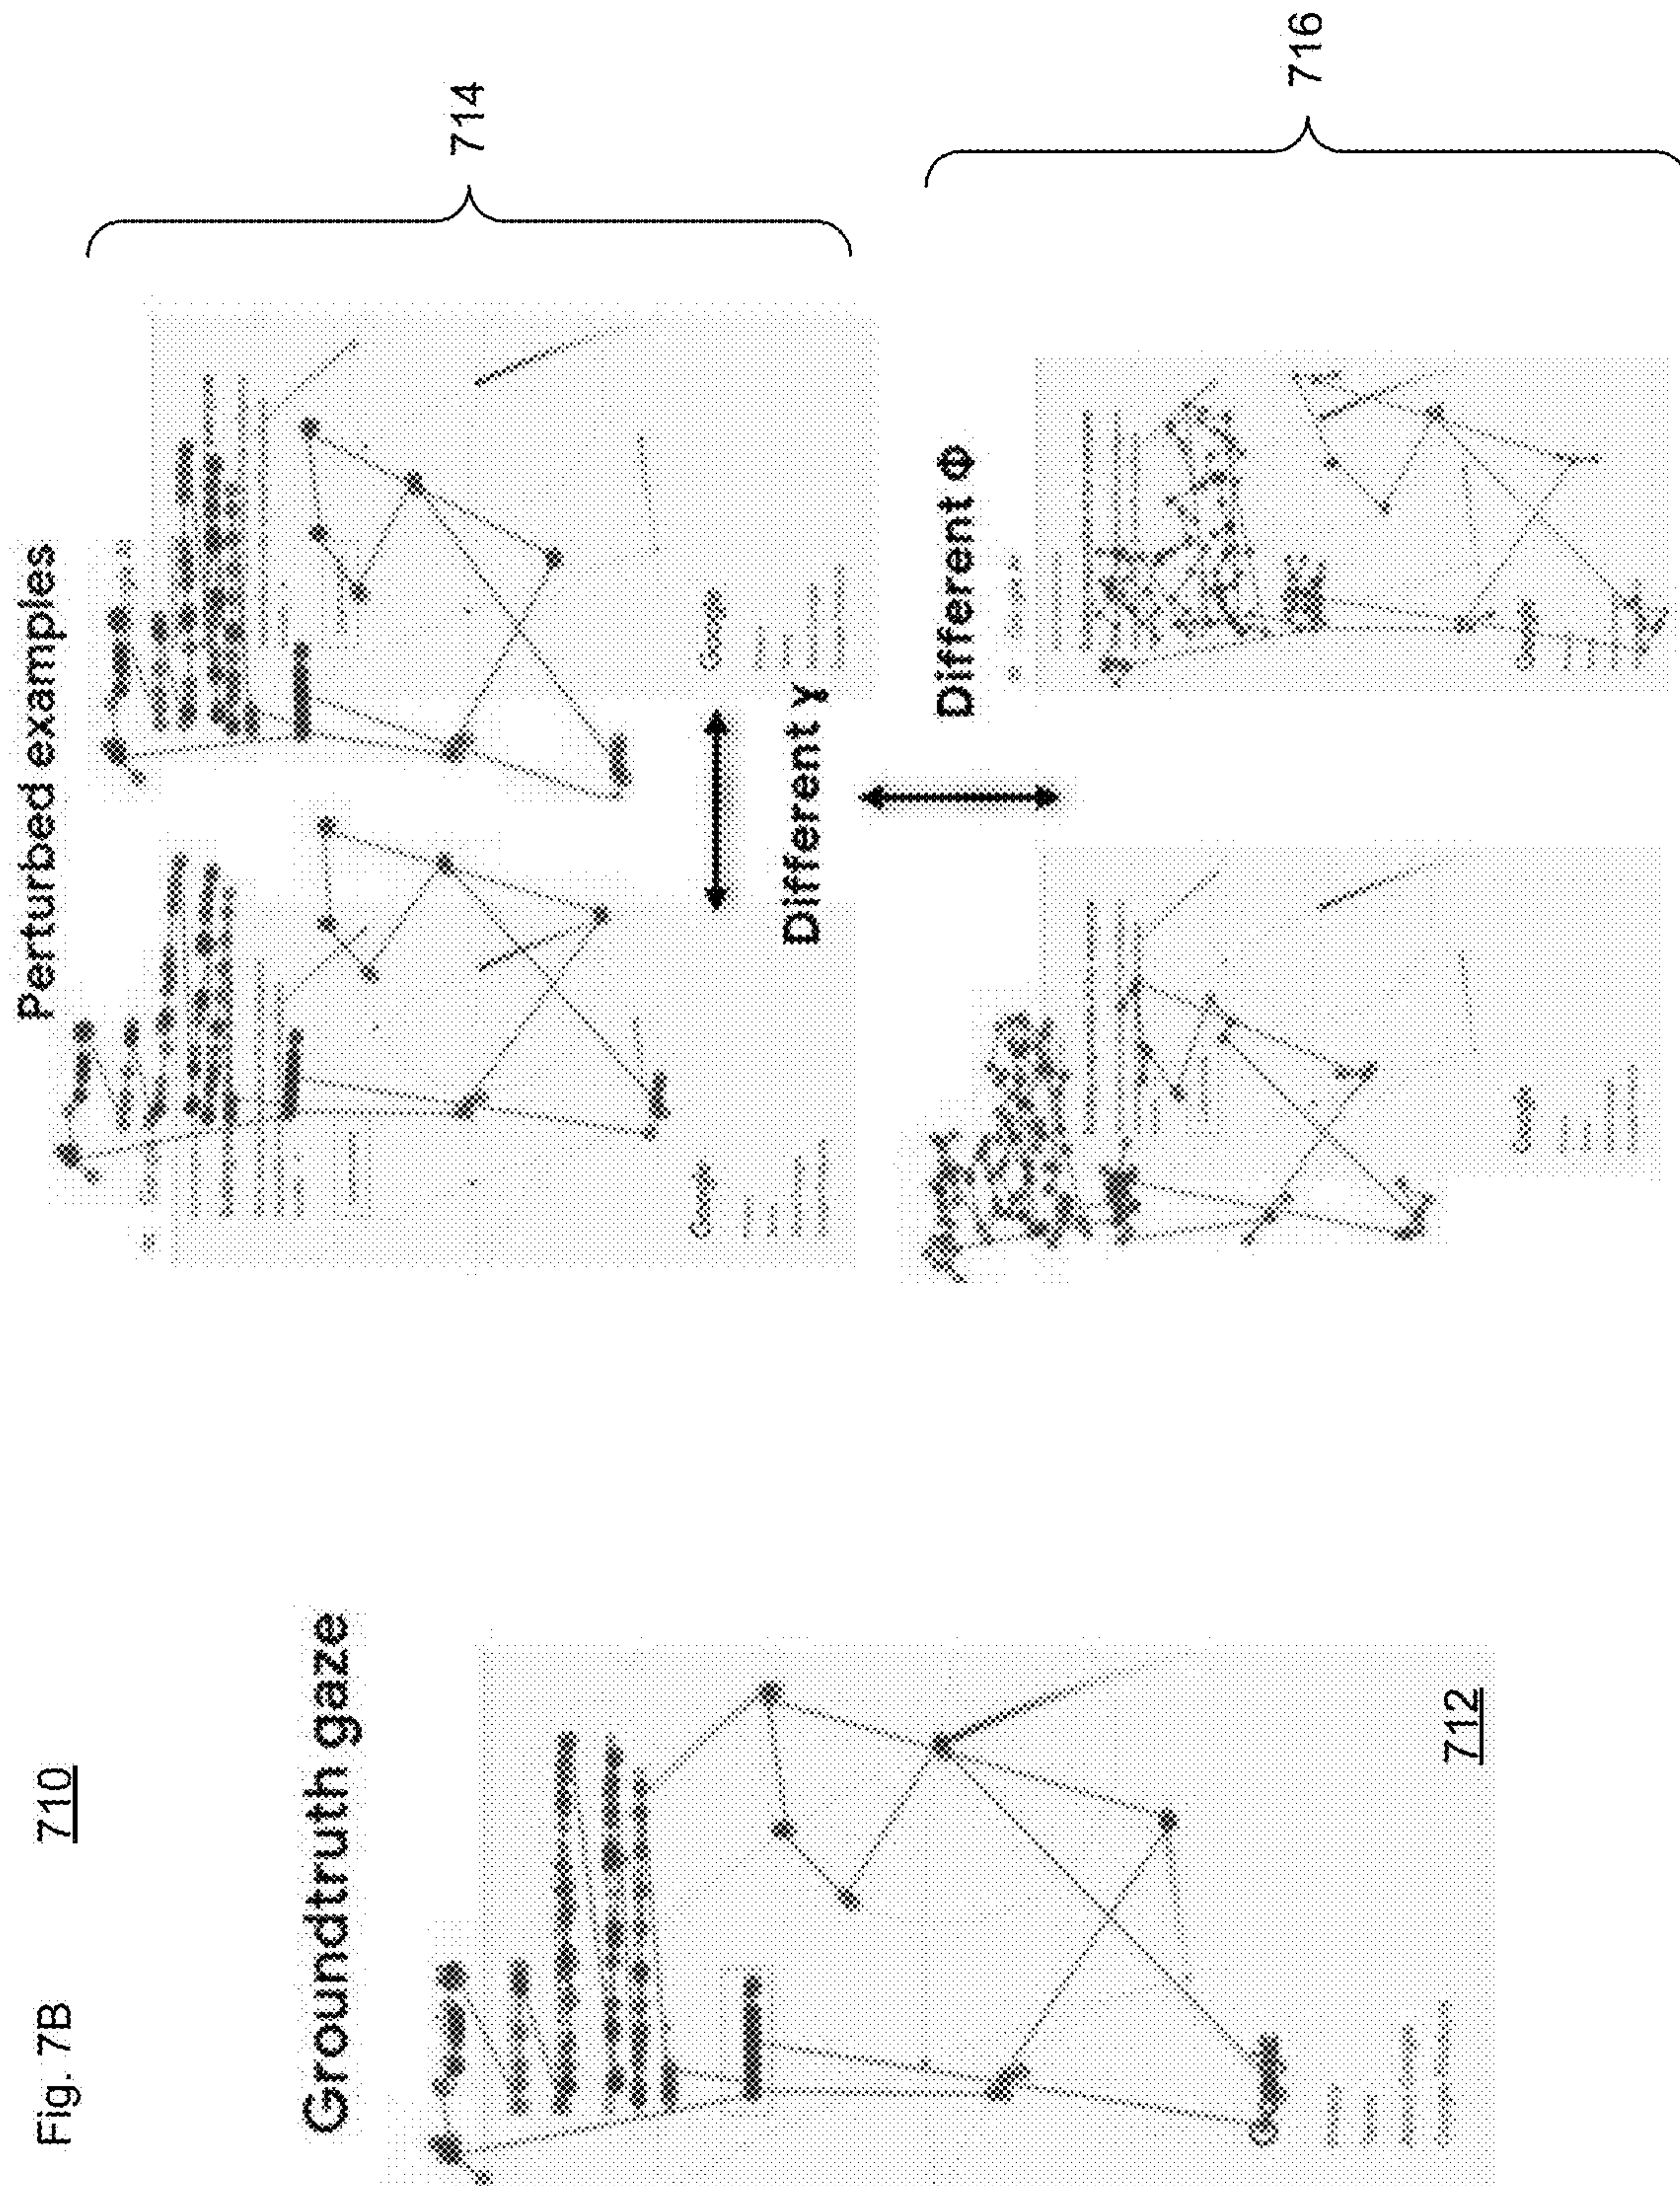 Fig. 7B
710
Groundtruth gaze
712
Perturbed examples
714
Different γ
Different Φ
716